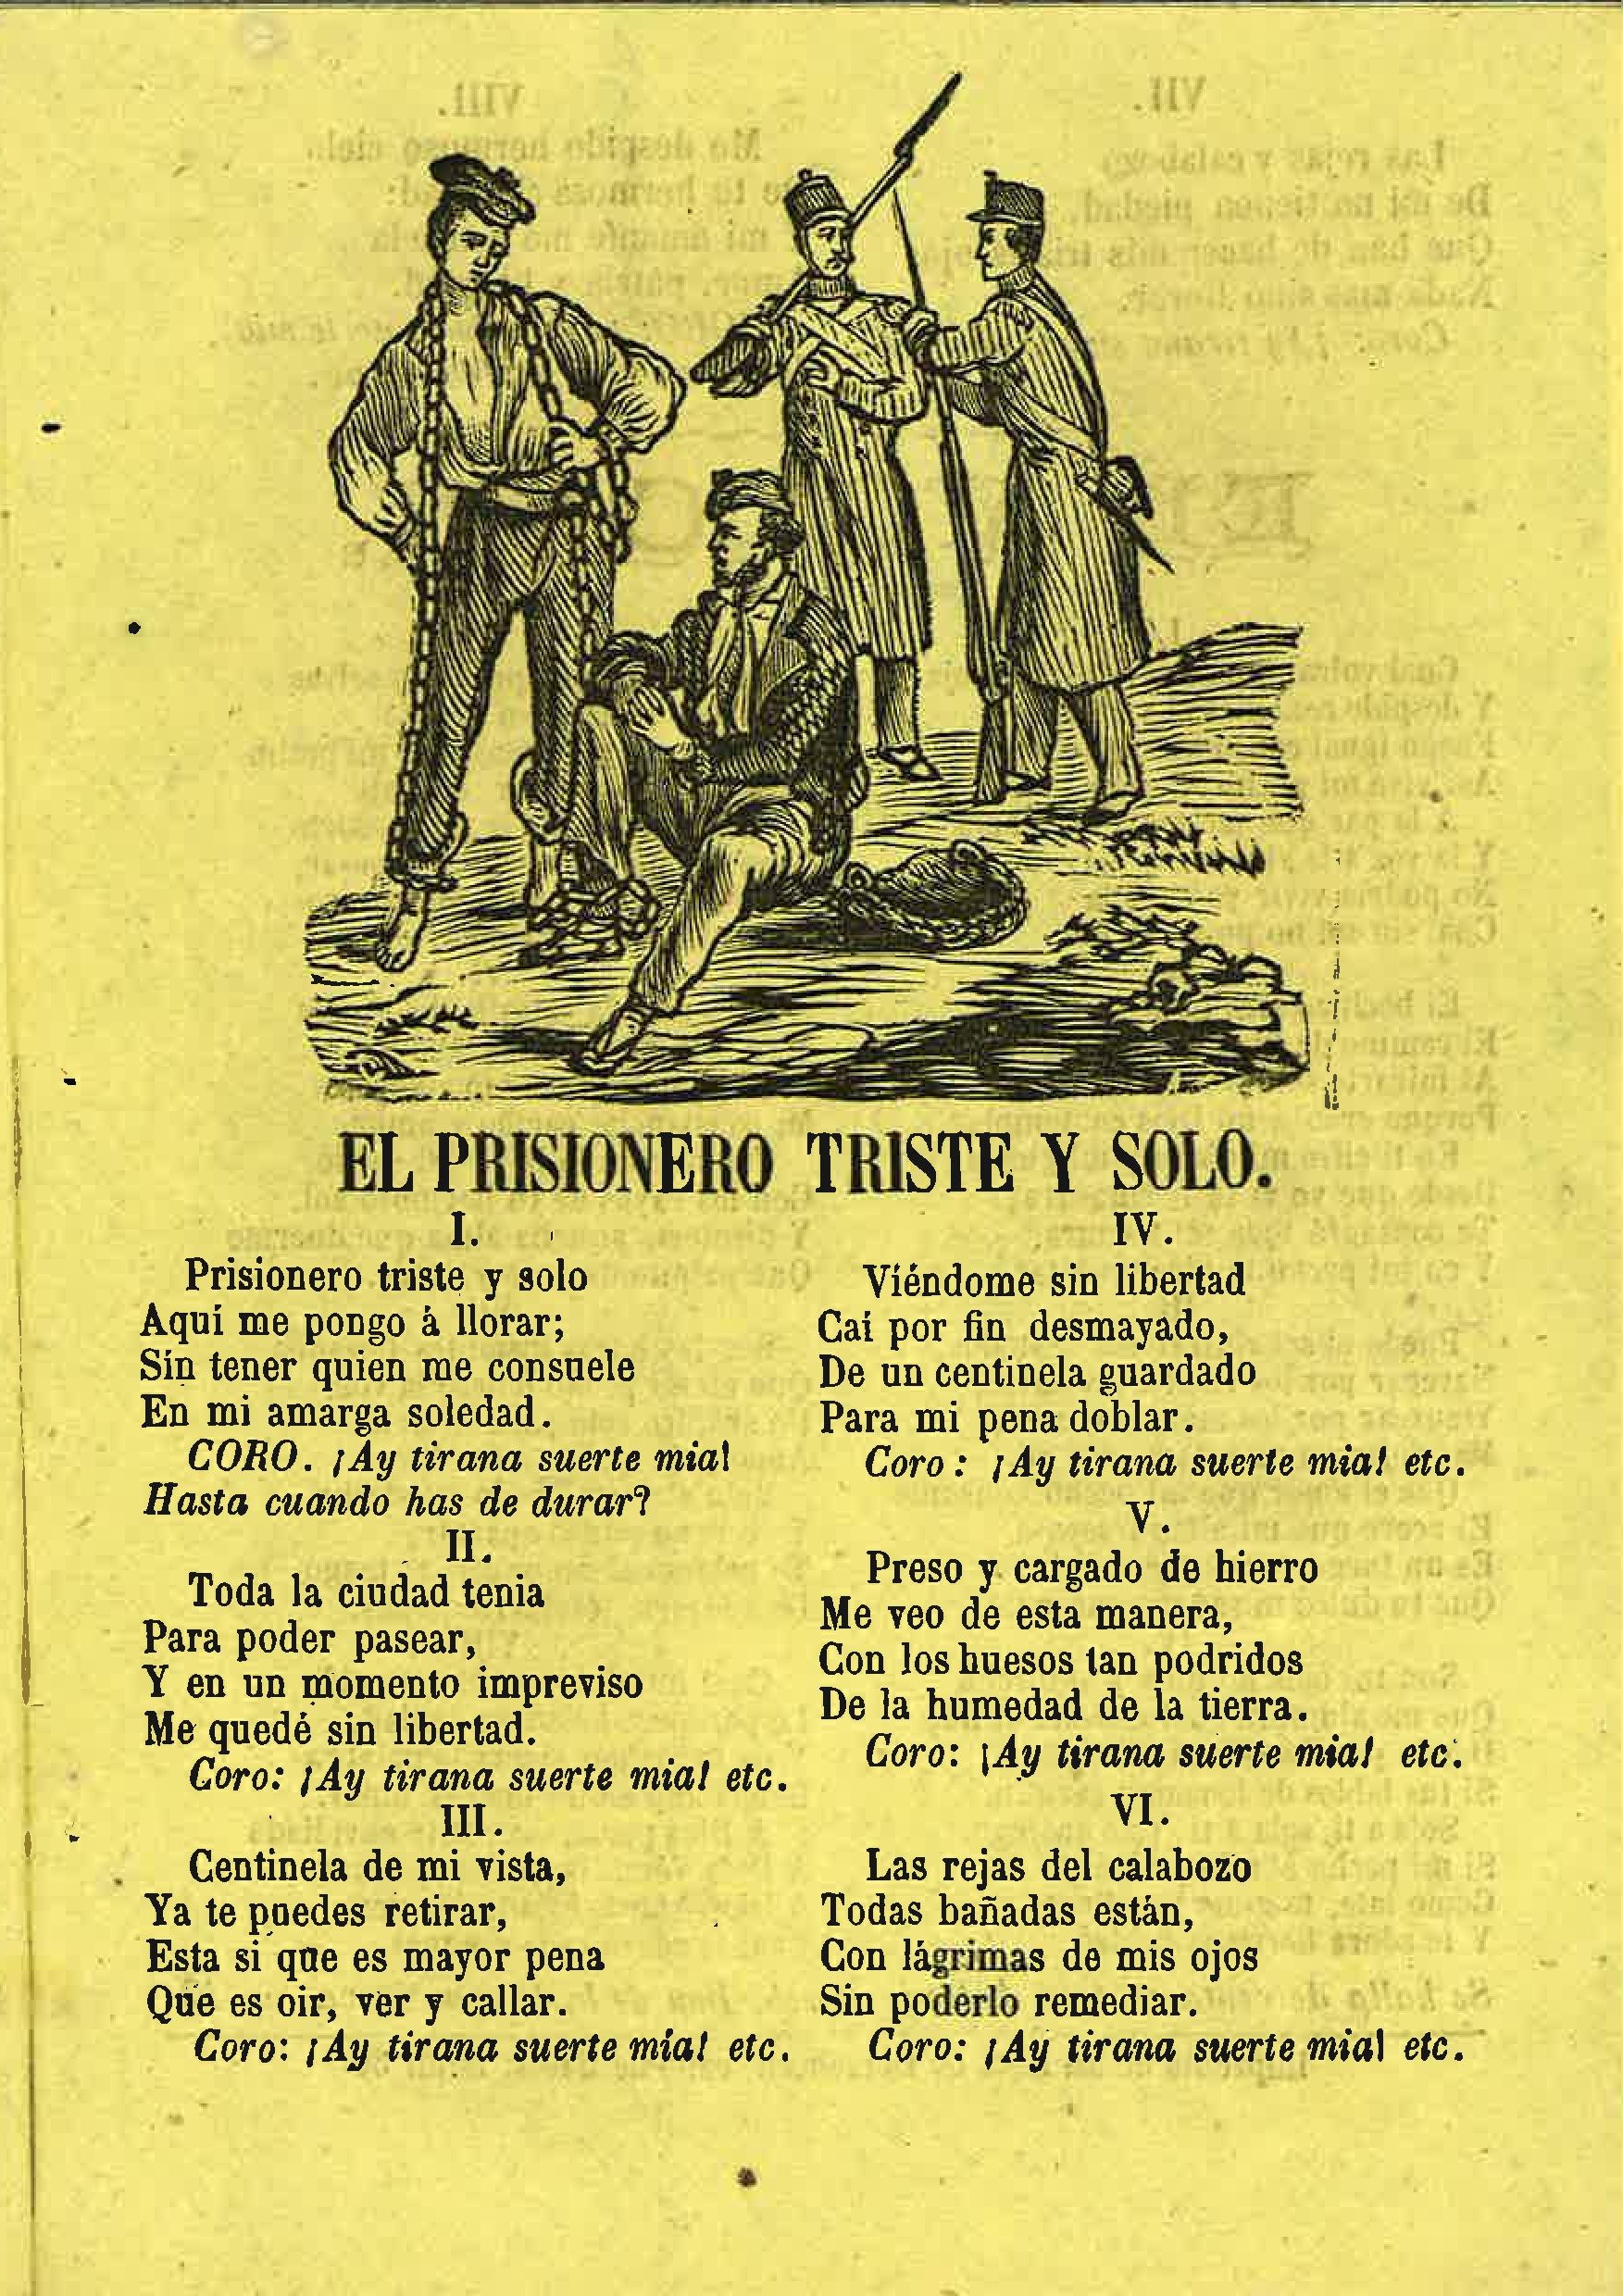 EL PRISIONERO TRISTE Y SOLO.
I.
Prisionero triste y solo
Aquí me pongo à llorar;
Sin tener quien me consuele
En mi amarga soledad.
CORO. ¡Ay tirana suerte mia!
Hasta cuando has de durar?
II.
Toda la ciudad tenia
Para poder pasear,
Y en un momento impreviso
Me quedé sin libertad.
Coro: ¡Ay tirana suerte mia! etc.
III.
Centinela de mi vista,
Ya te puedes retirar,
Esta si que es mayor pena
Que es oir, ver y callar.
Coro: ¡Ay tirana suerte mía! etc.
IV.
Viéndome sin libertad
Caí por fin desmayado,
De un centinela guardado
Para mi pena doblar.
Coro: ¡Ay tirana suerte mia! etc.
V.
Preso y cargado de hierro
Me veo de esta manera,
Con los huesos tan podridos
De la humedad de la tierra.
Coro: ¡Ay tirana suerte mia! etc.
VI.
Las rejas del calabozo
Todas bañadas están,
Con lágrimas de mis ojos
Sin poderlo remediar.
Coro: ¡Ay tirana suerte mia! etc.